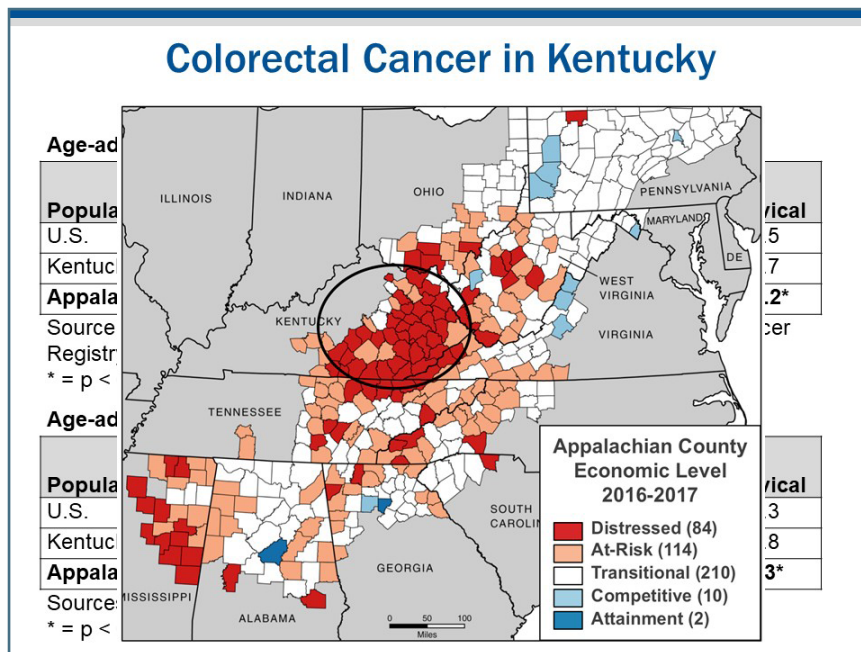 Colorectal Cancer in Kentucky
Age-ad
Popula
vical
U.S.
.5
Kentuc
.7
Appala
.2*
Source
cer
Registr
* = p <
Age-ad
Popula
vical
U.S.
.3
Kentuc
.8
Appala
3*
Source
* = p <
ILLINOIS
INDIANA
OHIO
PENNSYLVANIA
MARYLAND
DE
WEST
VIRGINIA
KENTUCKY
VIRGINIA
TENNESSEE
SOUTH
CAROLIN
MISSISSIPPI
ALABAMA
GEORGIA
0 50 100
Miles
Appalachian County
Economic Level
2016-2017
Distressed (84)
At-Risk (114)
Transitional (210)
Competitive (10)
Attainment (2)